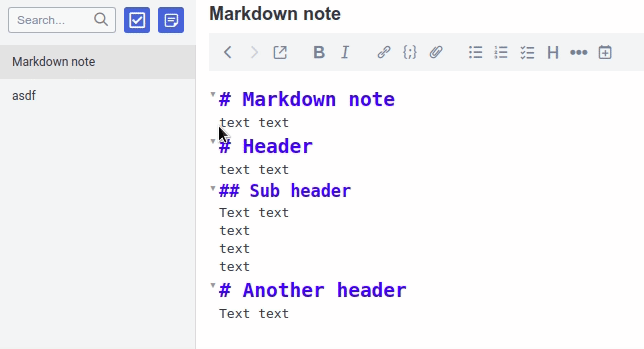 Search...
Markdown note
asdf
Markdown note
B I {;} H
# Markdown note
text text
# Header
text text
## Sub header
Text text
text
text
text
# Another header
Text text